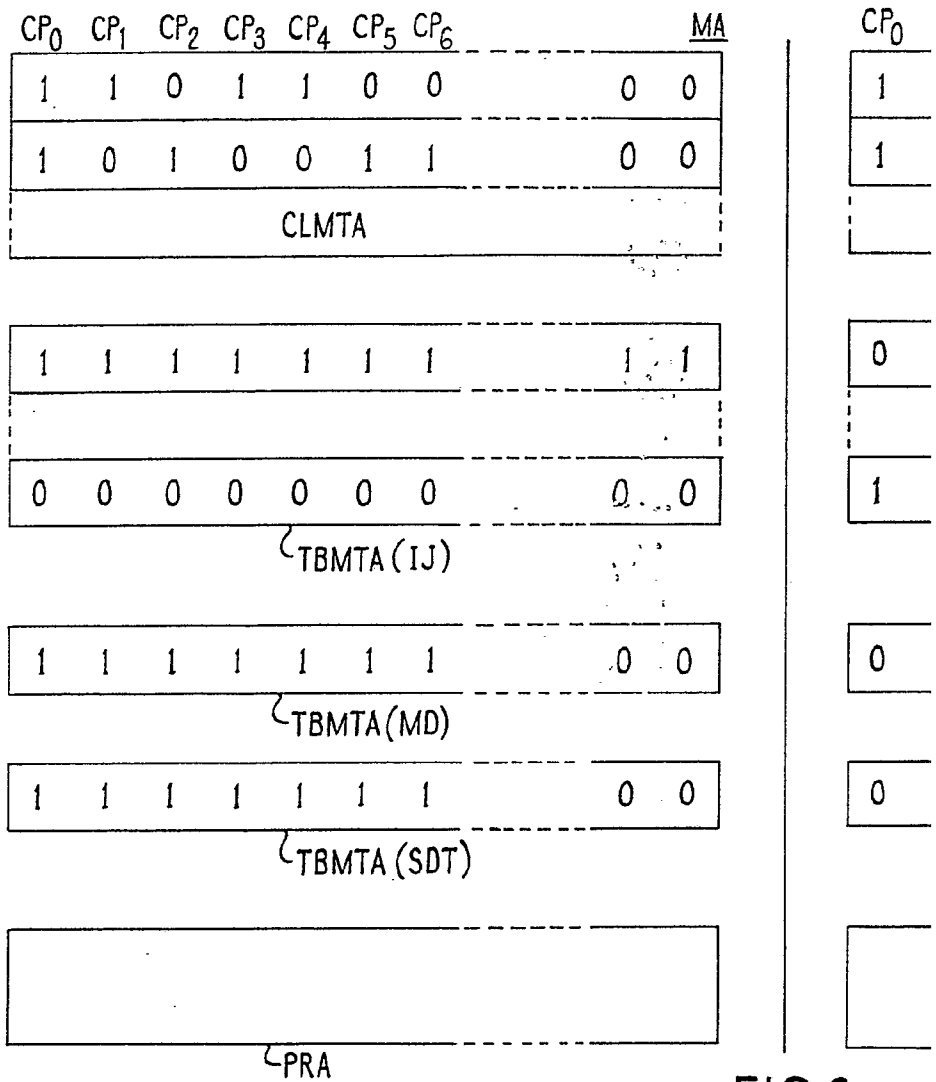 CP0 CP1 CP2 CP3 CP4 CP5 CP6 MA CP0
1 1 0 1 1 0 0 0 0 1
1 0 1 0 0 1 1 0 0 1
CLMTA
1 1 1 1 1 1 1 1 1 0
0 0 0 0 0 0 0 0 0 1
TBMTA(IJ)
1 1 1 1 1 1 1 0 0 0
TBMTA(MD)
1 1 1 1 1 1 1 0 0 0
TBMTA(SDT)
PRA